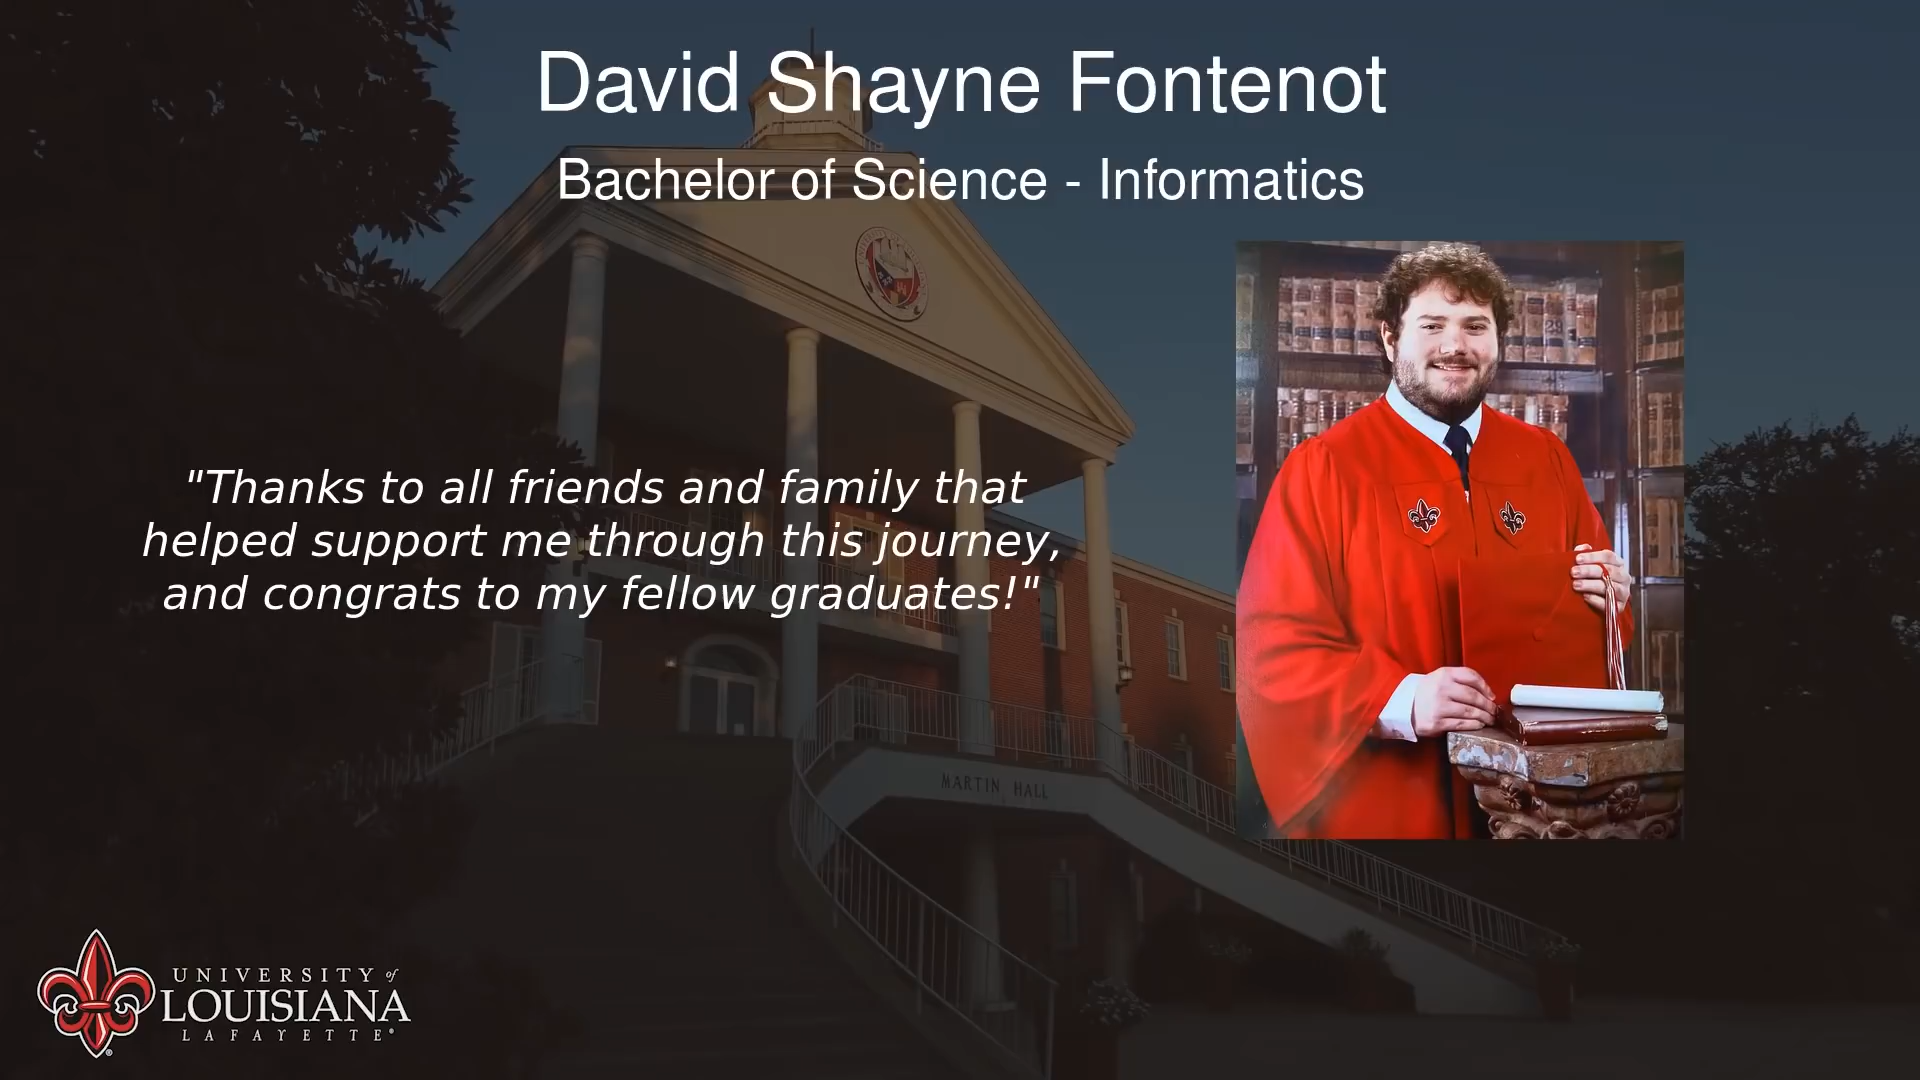 David Shayne Fontenot
Bachelor of Science - Informatics
"Thanks to all friends and family that
helped support me through this journey,
and congrats to my fellow graduates!"
MARTIN HALL
UNIVERSITY of
LOUISIANA
LAFAYETTE®